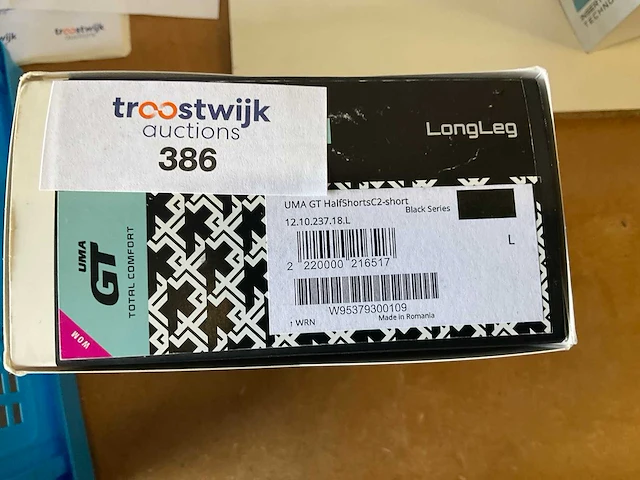 troostwijk
troostwijk
auctions
386
LongLeg
UMA
GT
TOTAL COMFORT
WOM
UMA GT HalfShortsC2-short
Black Series
12.10.237.18.L
L
2 220000 216517
W95379300109
Made in Romania
1 WRN